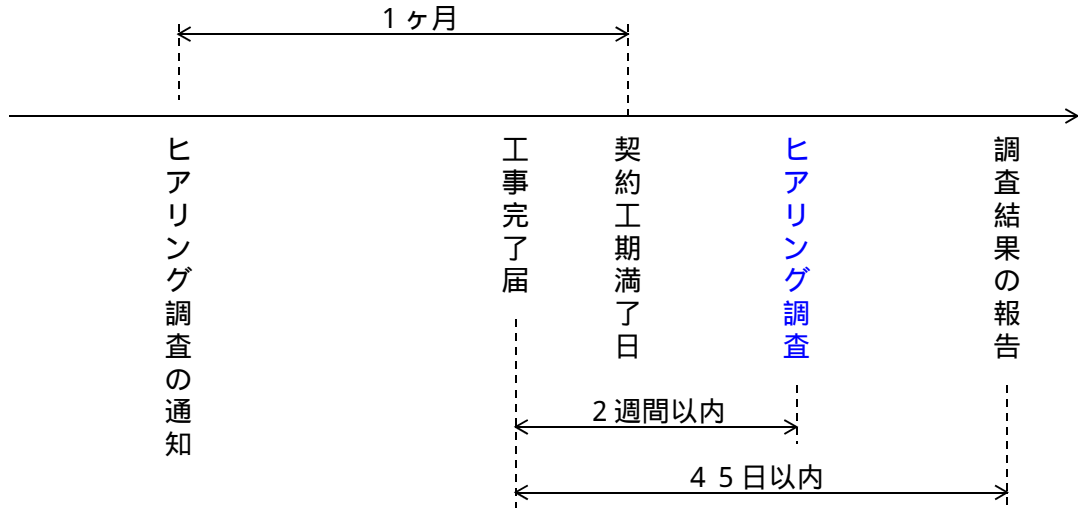 1ヶ月
ヒアリング調査の通知
工事完了届
契約工期満了日
ヒアリング調査
調査結果の報告
2週間以内
４５日以内